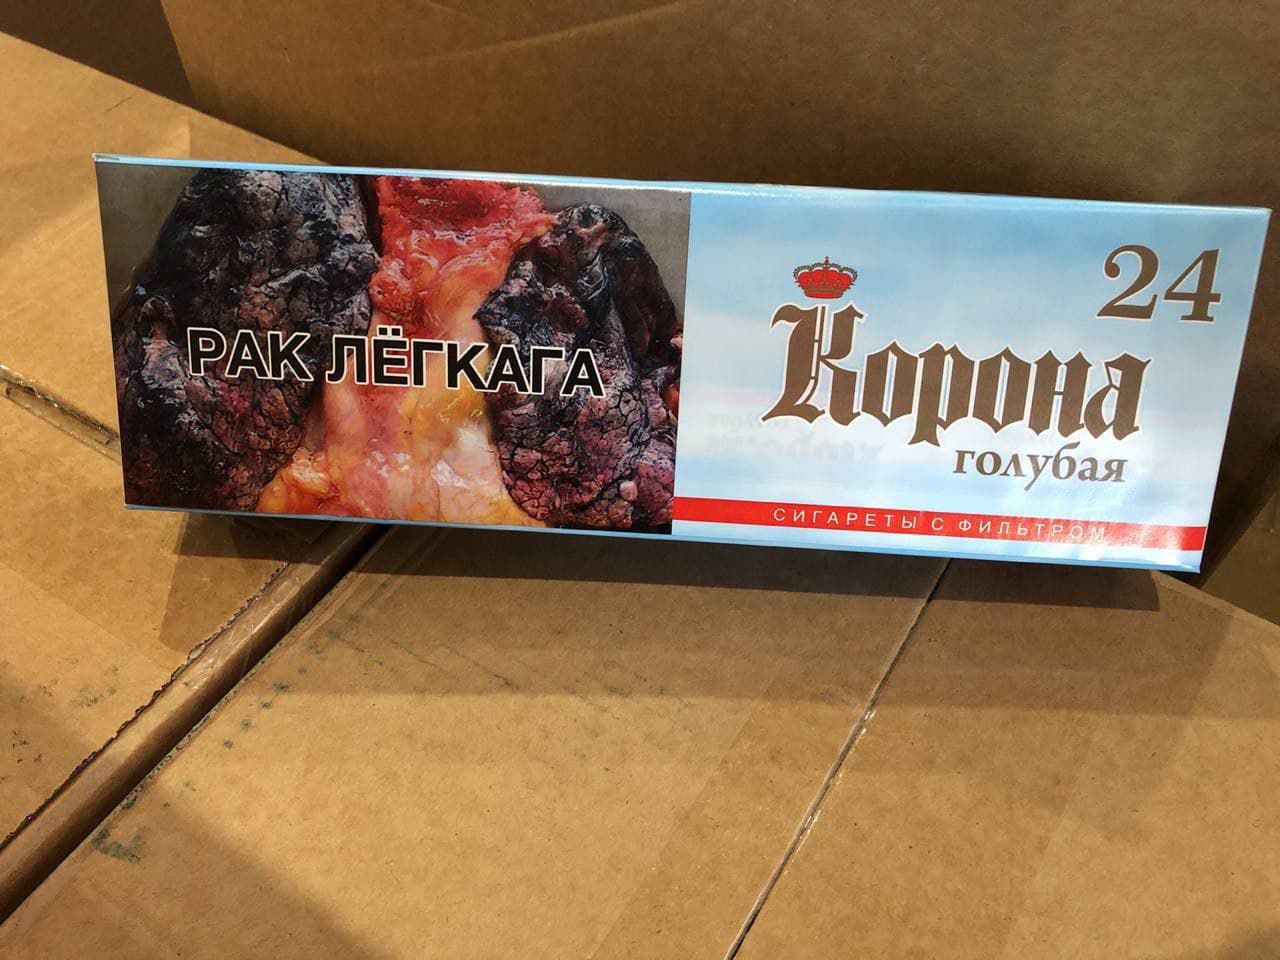 РАК ЛЁГКАГА
24
Корона
голубая
СИГАРЕТЫ С ФИЛЬТРОМ